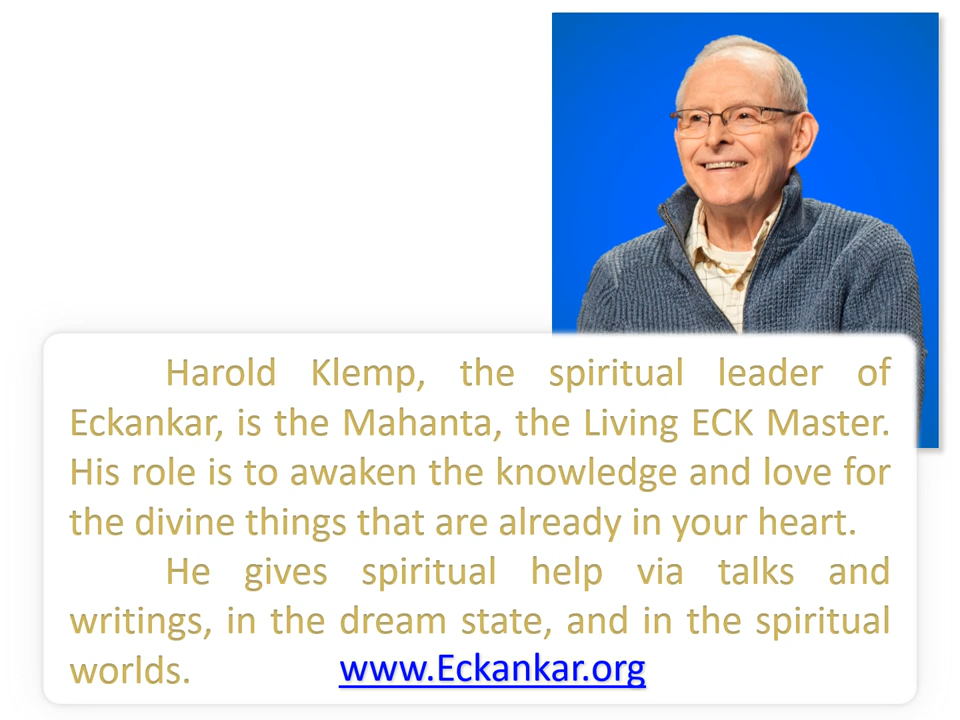 Harold Klemp, the spiritual leader of
Eckankar, is the Mahanta, the Living ECK Master.
His role is to awaken the knowledge and love for
the divine things that are already in your heart.
He gives spiritual help via talks and
writings, in the dream state, and in the spiritual
worlds. www.Eckankar.org